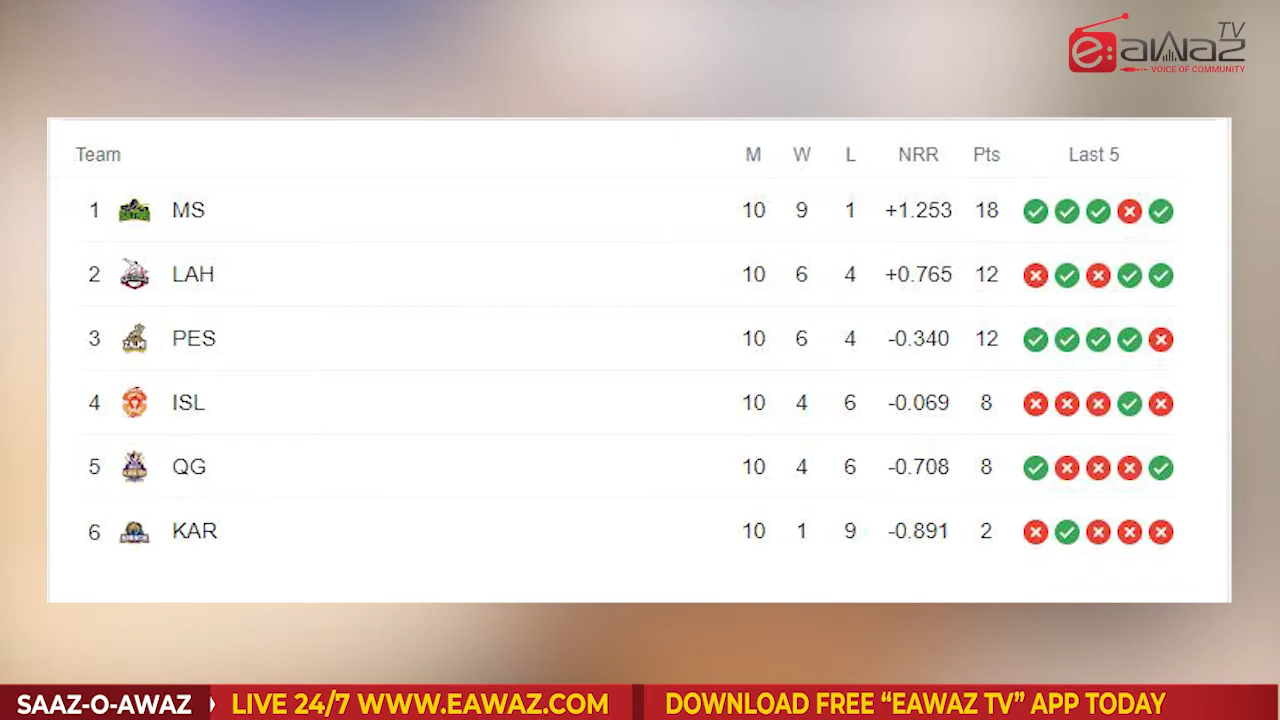 TV
e:awaz
VOICE OF COMMUNITY
Team M W L NRR Pts Last 5
1 MS 10 9 1 +1.253 18
2 LAH 10 6 4 +0.765 12
3 PES 10 6 4 -0.340 12
4 ISL 10 4 6 -0.069 8
5 QG 10 4 6 -0.708 8
6 KAR 10 1 9 -0.891 2
SAAZ-O-AWAZ LIVE 24/7 WWW.EAWAZ.COM DOWNLOAD FREE “EAWAZ TV” APP TODAY